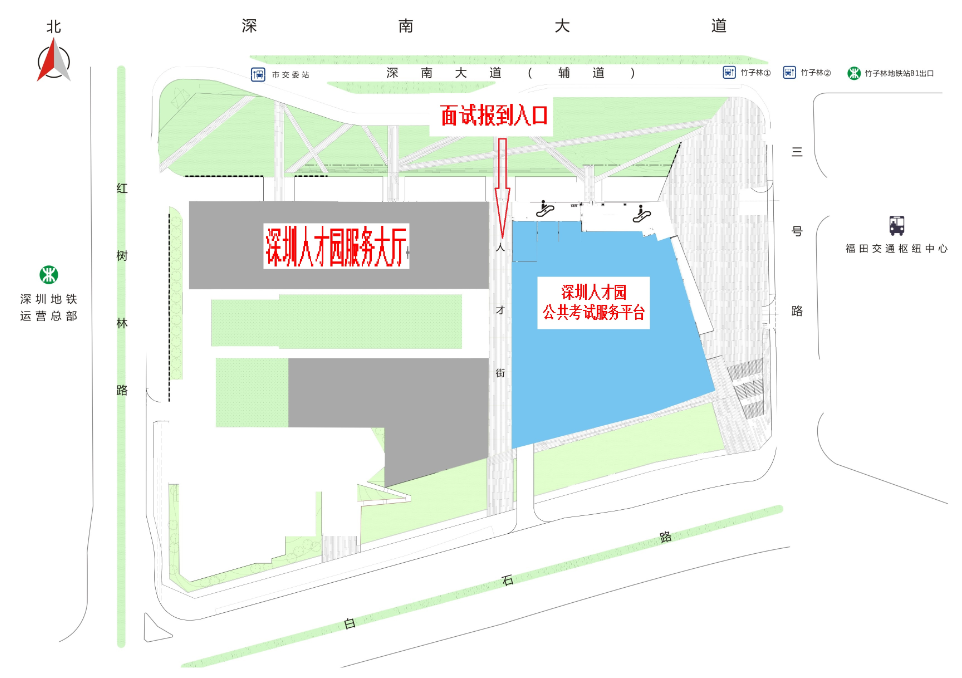 北
深南大道
市交委站
深南大道(辅道)
竹子林①
竹子林②
竹子林地铁站B1出口
面试报到入口
红树林路
三号路
深圳人才园服务大厅
人才街
福田交通枢纽中心
深圳地铁
运营总部
深圳人才园
公共考试服务平台
白石路